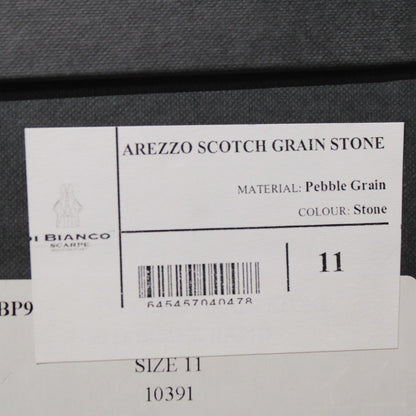 AREZZO SCOTCH GRAIN STONE
MATERIAL: Pebble Grain
COLOUR: Stone
DI BIANCO
SCARPE
11
645457040478
BP9
SIZE 11
10391